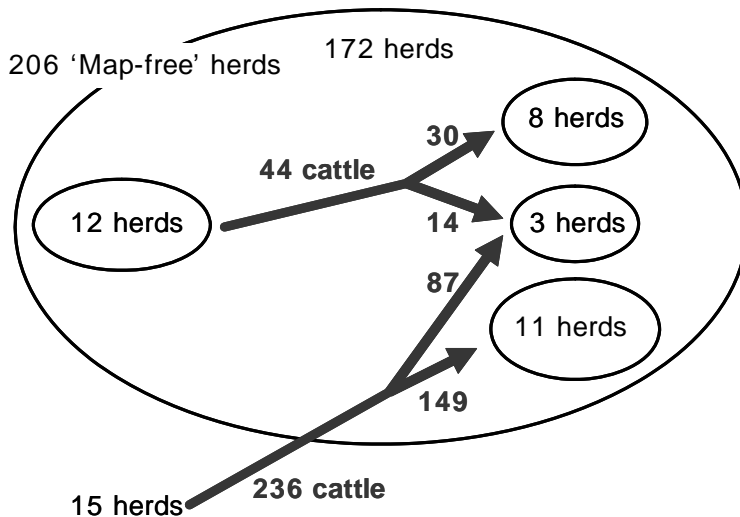 206 ‘Map-free’ herds
172 herds
8 herds
30
44 cattle
12 herds
14
3 herds
87
11 herds
149
236 cattle
15 herds